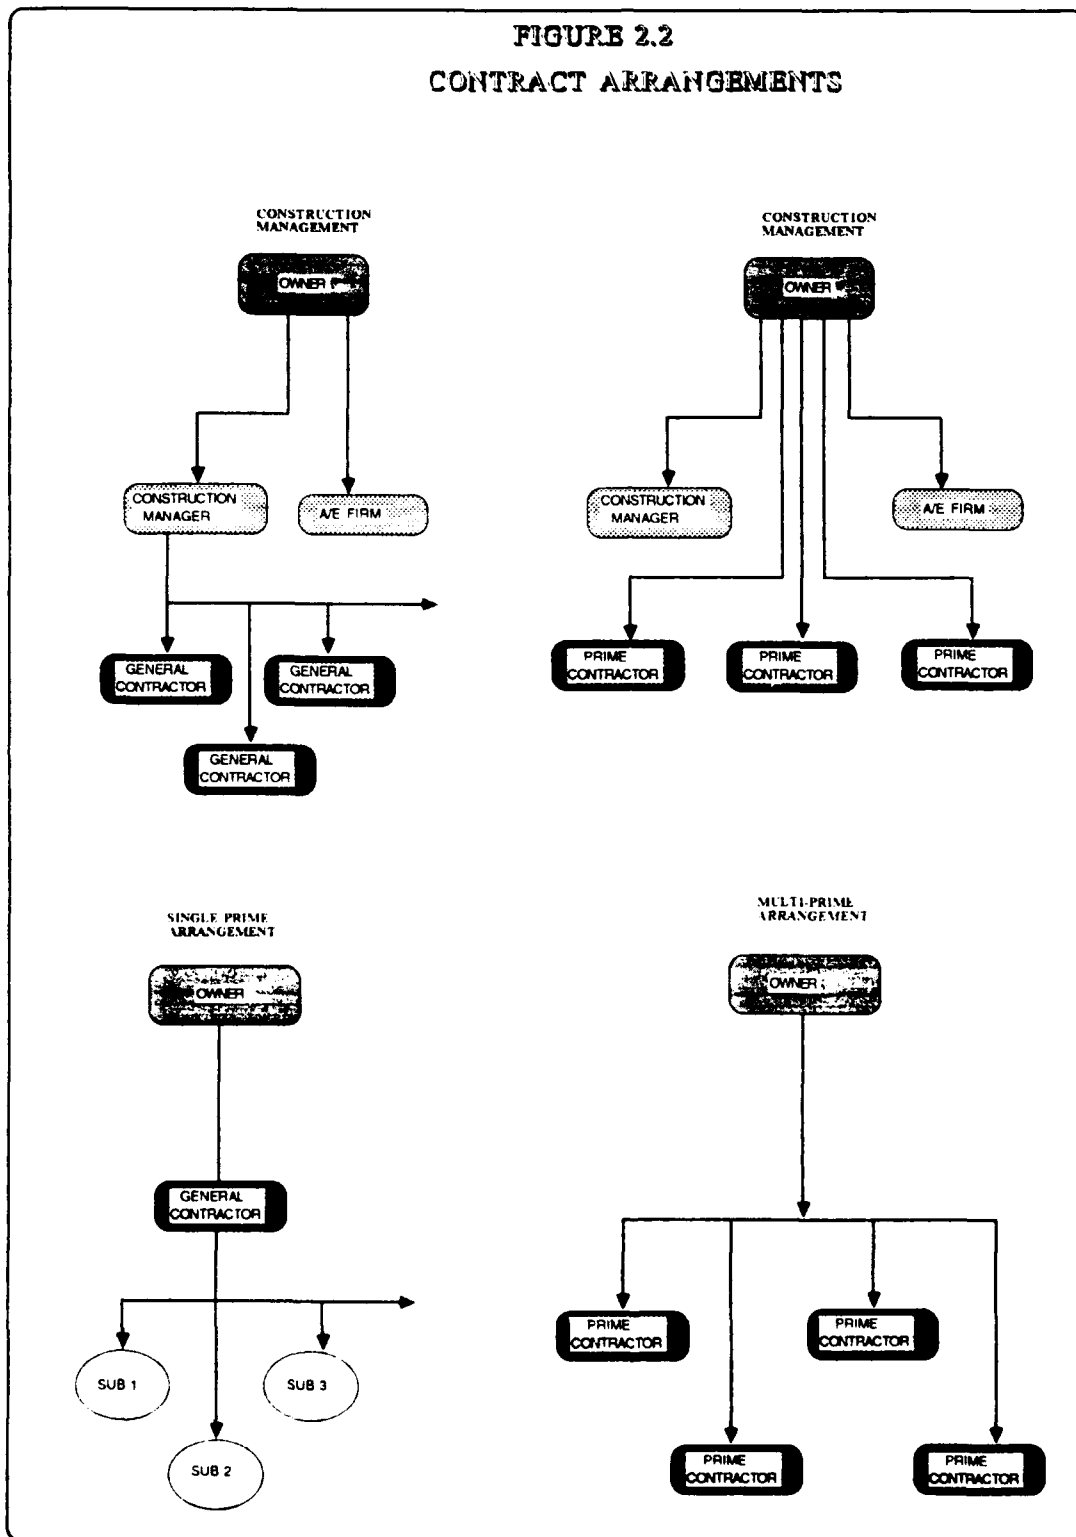 FIGURE 2.2
CONTRACT ARRANGEMENTS
CONSTRUCTION
MANAGEMENT
OWNER
CONSTRUCTION
MANAGER
A/E FIRM
GENERAL
CONTRACTOR
GENERAL
CONTRACTOR
GENERAL
CONTRACTOR
CONSTRUCTION
MANAGEMENT
OWNER
CONSTRUCTION
MANAGER
A/E FIRM
PRIME
CONTRACTOR
PRIME
CONTRACTOR
PRIME
CONTRACTOR
SINGLE PRIME
ARRANGEMENT
OWNER
GENERAL
CONTRACTOR
SUB 1
SUB 3
SUB 2
MULTI-PRIME
ARRANGEMENT
OWNER
PRIME
CONTRACTOR
PRIME
CONTRACTOR
PRIME
CONTRACTOR
PRIME
CONTRACTOR